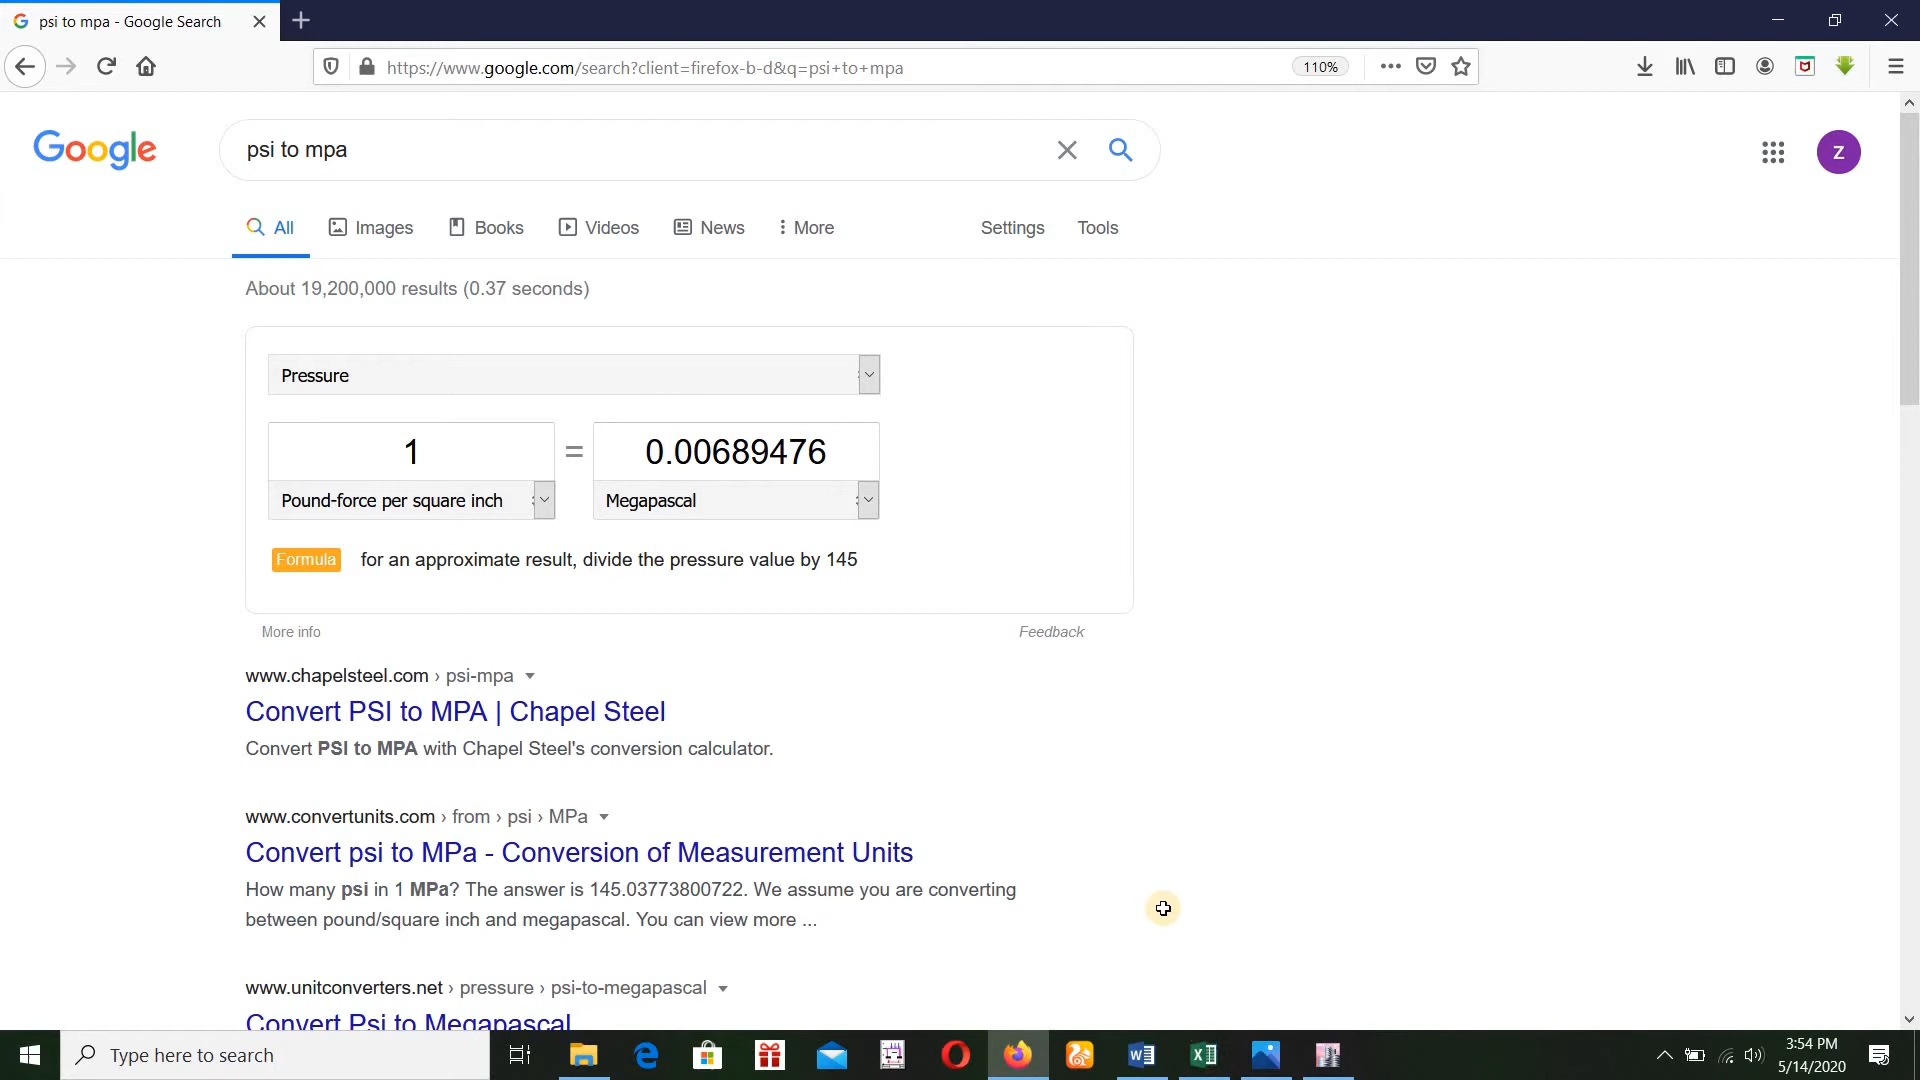 psi to mpa - Google Search
https://www.google.com/search?client=firefox-b-d&q=psi+to+mpa
110%
Google
psi to mpa
Z
All Images Books Videos News More Settings Tools
About 19,200,000 results (0.37 seconds)
Pressure
1 = 0.00689476
Pound-force per square inch Megapascal
Formula for an approximate result, divide the pressure value by 145
More info Feedback
www.chapelsteel.com › psi-mpa
Convert PSI to MPA | Chapel Steel
Convert PSI to MPA with Chapel Steel's conversion calculator.
www.convertunits.com › from › psi › MPa
Convert psi to MPa - Conversion of Measurement Units
How many psi in 1 MPa? The answer is 145.03773800722. We assume you are converting
between pound/square inch and megapascal. You can view more ...
www.unitconverters.net › pressure › psi-to-megapascal
Convert Psi to Megapascal
Type here to search
3:54 PM
5/14/2020